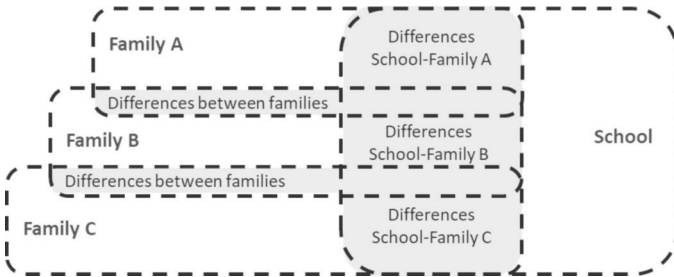 Family A
Differences
School-Family A
Differences between families
Family B
Differences
School-Family B
School
Differences between families
Family C
Differences
School-Family C